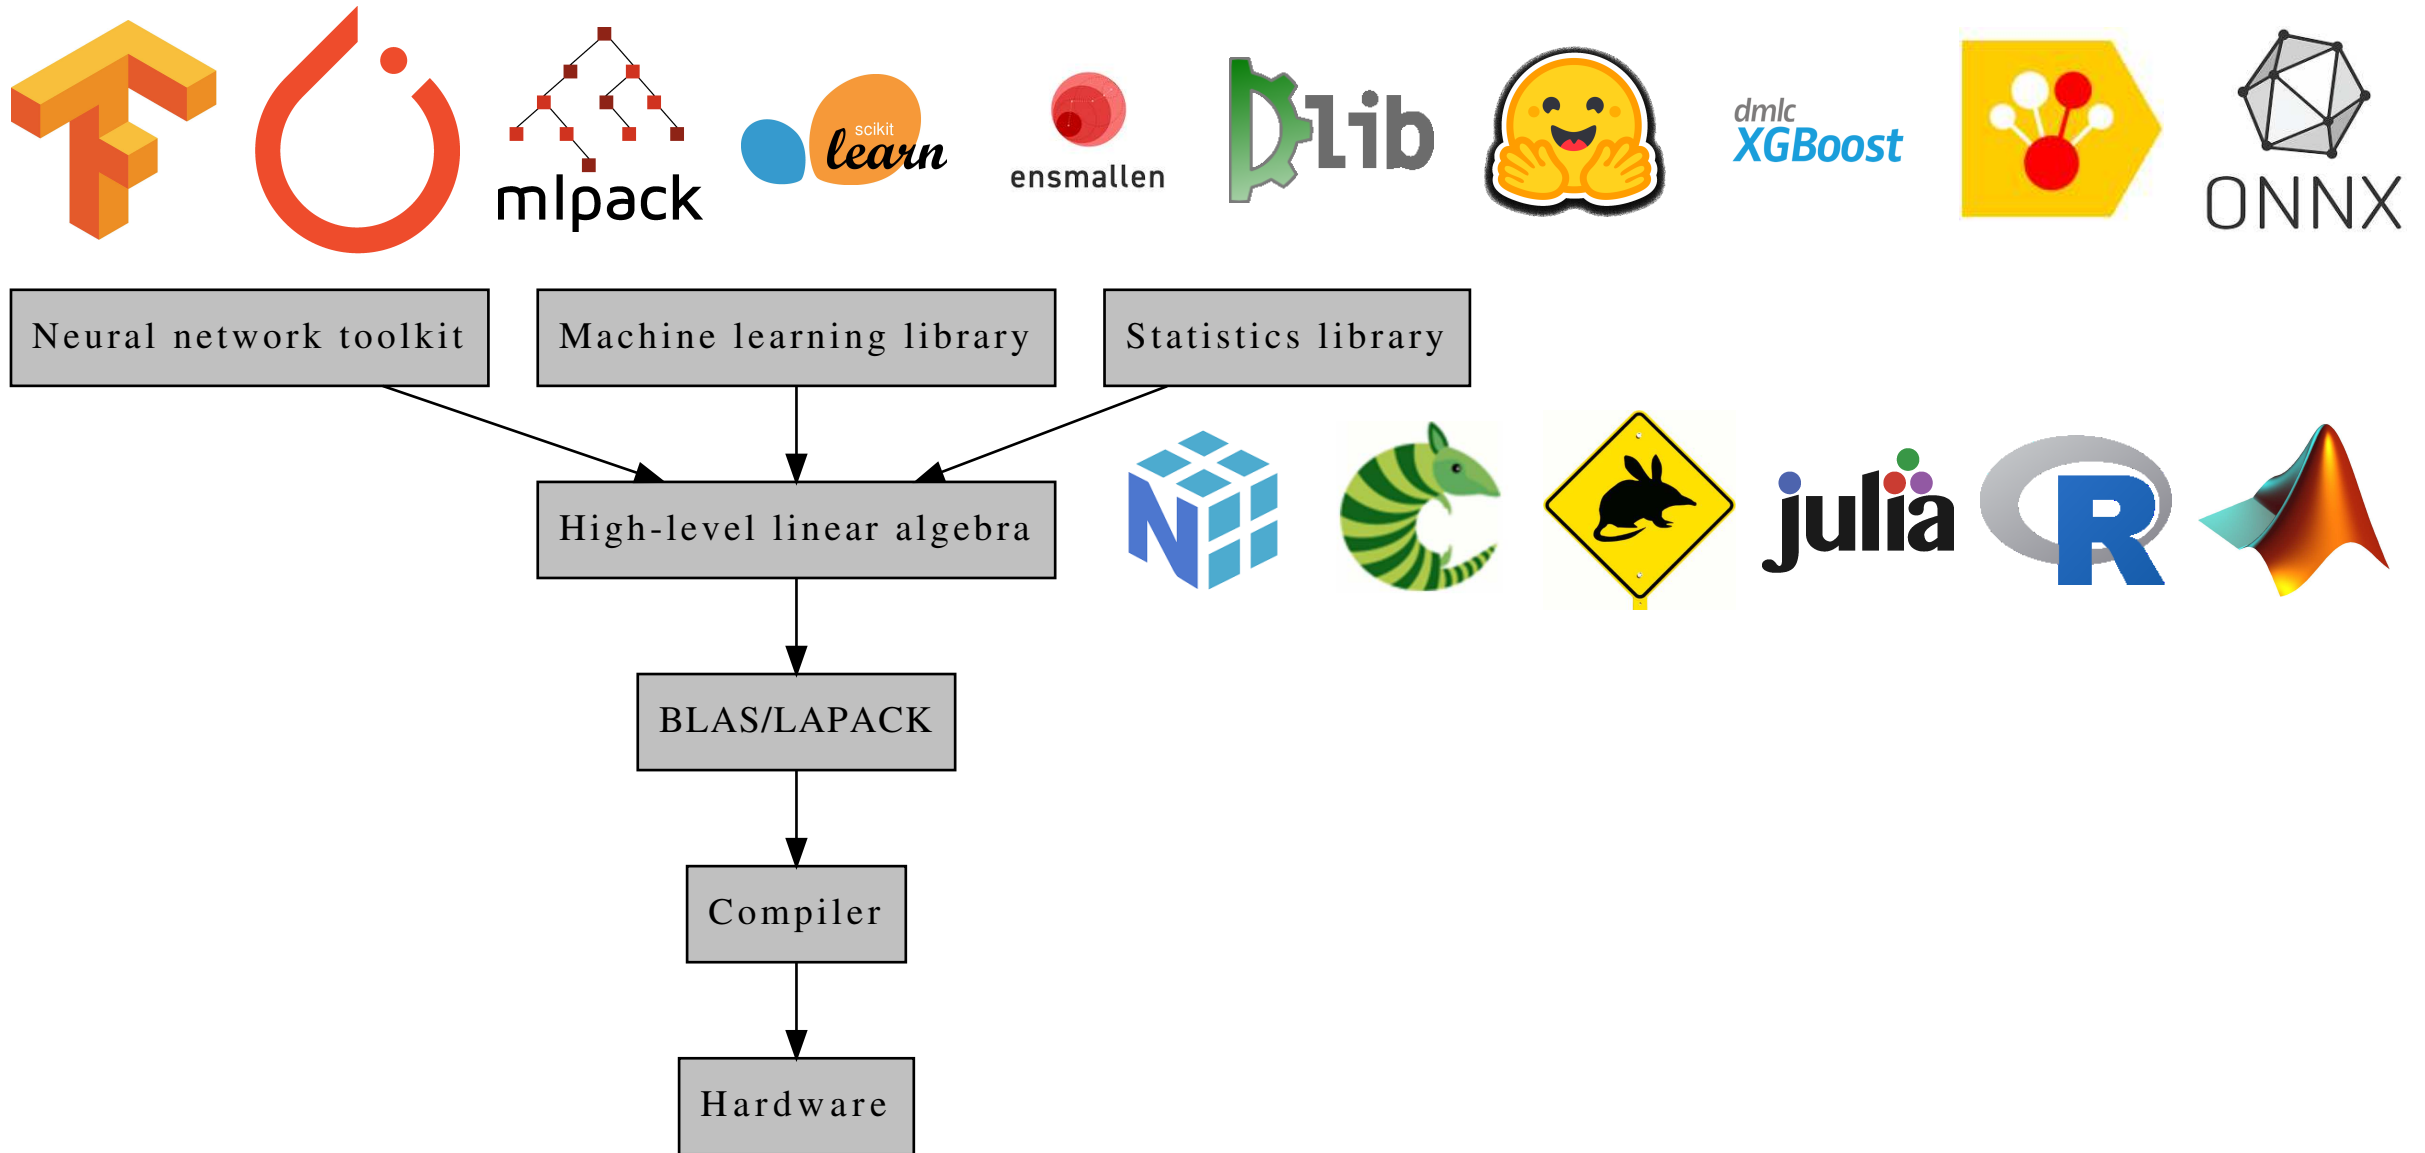 mlpack
scikit
learn
ensmallen
Dlib
dmlc
XGBoost
ONNX
Neural network toolkit
Machine learning library
Statistics library
High-level linear algebra
N
julia
R
BLAS/LAPACK
Compiler
Hardware